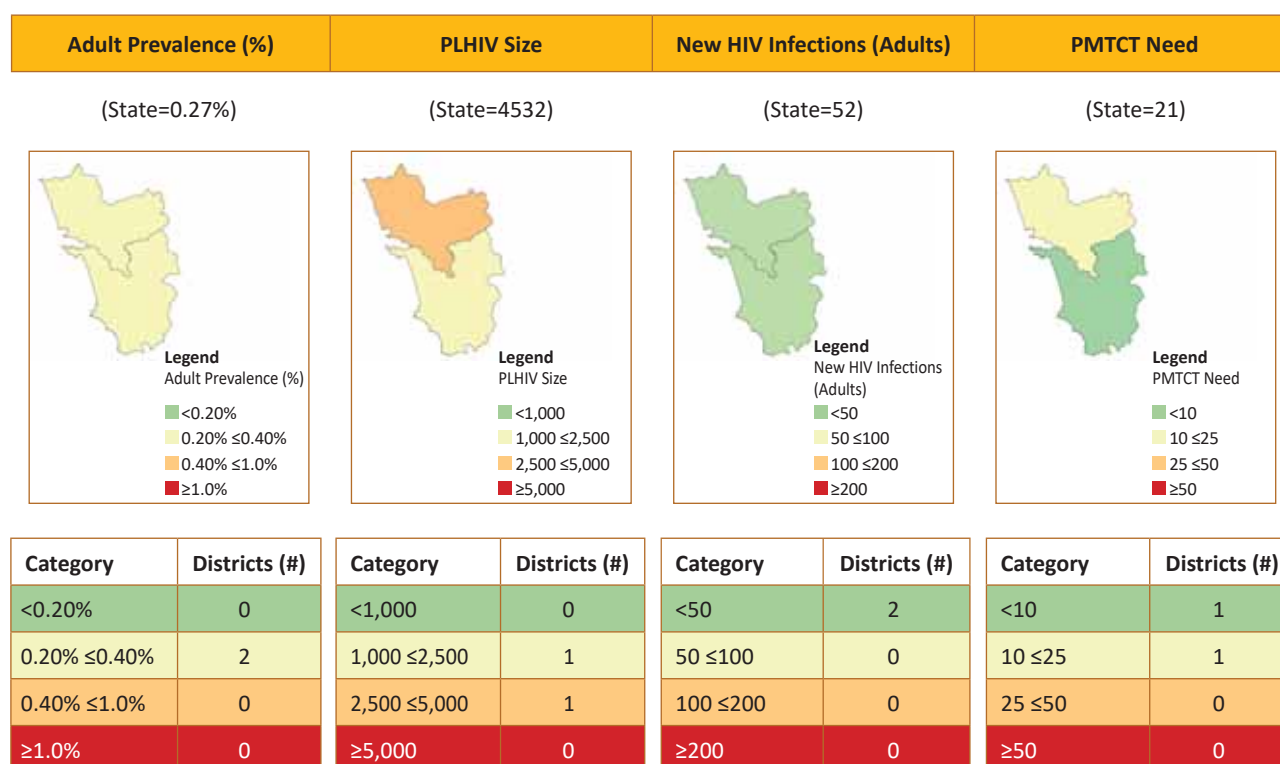 Adult Prevalence (%) PLHIV Size New HIV Infections (Adults) PMTCT Need
(State=0.27%) (State=4532) (State=52) (State=21)
Legend
Adult Prevalence (%)
<0.20%
0.20% ≤0.40%
0.40% ≤1.0%
≥1.0%
Legend
PLHIV Size
<1,000
1,000 ≤2,500
2,500 ≤5,000
≥5,000
Legend
New HIV Infections
(Adults)
<50
50 ≤100
100 ≤200
≥200
Legend
PMTCT Need
<10
10 ≤25
25 ≤50
≥50
Category Districts (#)
<0.20% 0
0.20% ≤0.40% 2
0.40% ≤1.0% 0
≥1.0% 0
Category Districts (#)
<1,000 0
1,000 ≤2,500 1
2,500 ≤5,000 1
≥5,000 0
Category Districts (#)
<50 2
50 ≤100 0
100 ≤200 0
≥200 0
Category Districts (#)
<10 1
10 ≤25 1
25 ≤50 0
≥50 0